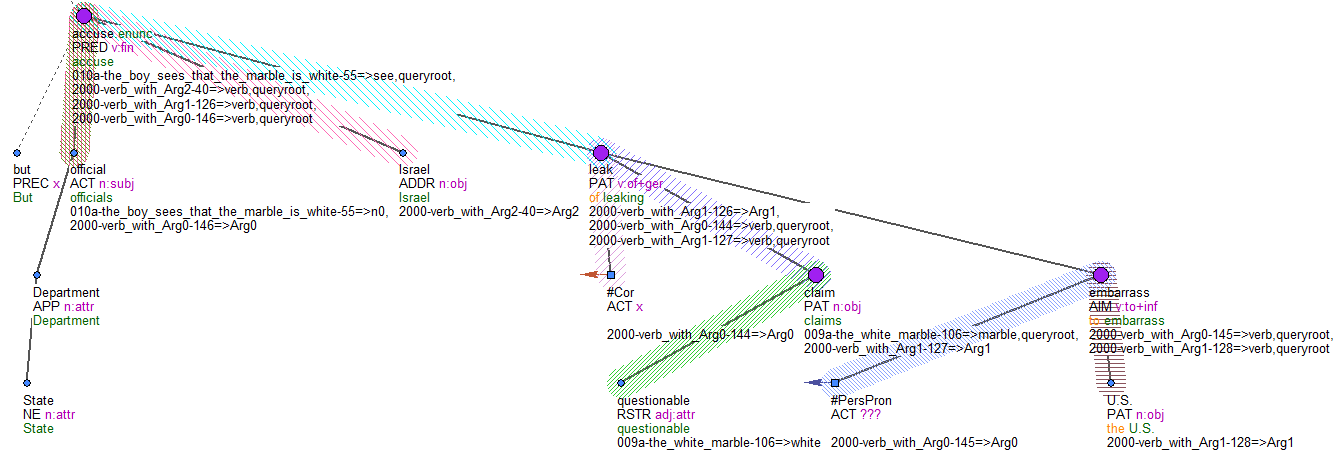 accuse enunc
PRED v:fin
accuse
010a-the_boy_sees_that_the_marble_is_white-55=>see,queryroot,
2000-verb_with_Arg2-40=>verb,queryroot,
2000-verb_with_Arg1-126=>verb,queryroot,
2000-verb_with_Arg0-146=>verb,queryroot
but
PREC x
But
official
ACT n:subj
officials
010a-the_boy_sees_that_the_marble_is_white-55=>n0,
2000-verb_with_Arg0-146=>Arg0
Israel
ADDR n:obj
Israel
2000-verb_with_Arg2-40=>Arg2
leak
PAT v:of+ger
of leaking
2000-verb_with_Arg1-126=>Arg1,
2000-verb_with_Arg0-144=>verb,queryroot,
2000-verb_with_Arg1-127=>verb,queryroot
Department
APP n:attr
Department
#Cor
ACT x
2000-verb_with_Arg0-144=>Arg0
claim
PAT n:obj
claims
009a-the_white_marble-106=>marble,queryroot,
2000-verb_with_Arg1-127=>Arg1
embarrass
AIM v:to+inf
to embarrass
2000-verb_with_Arg0-145=>verb,queryroot,
2000-verb_with_Arg1-128=>verb,queryroot
State
NE n:attr
State
questionable
RSTR adj:attr
questionable
009a-the_white_marble-106=>white
#PersPron
ACT ???
2000-verb_with_Arg0-145=>Arg0
U.S.
PAT n:obj
the U.S.
2000-verb_with_Arg1-128=>Arg1